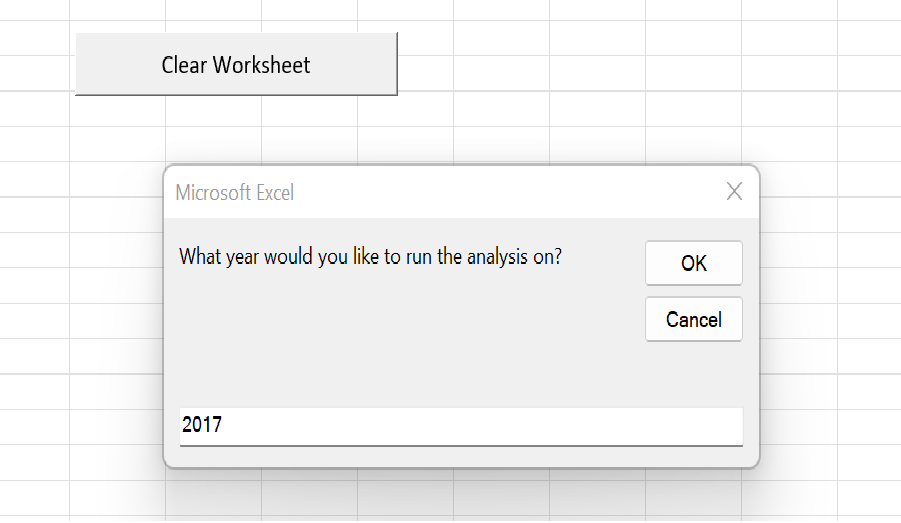 Clear Worksheet
Microsoft Excel
What year would you like to run the analysis on?
OK
Cancel
2017